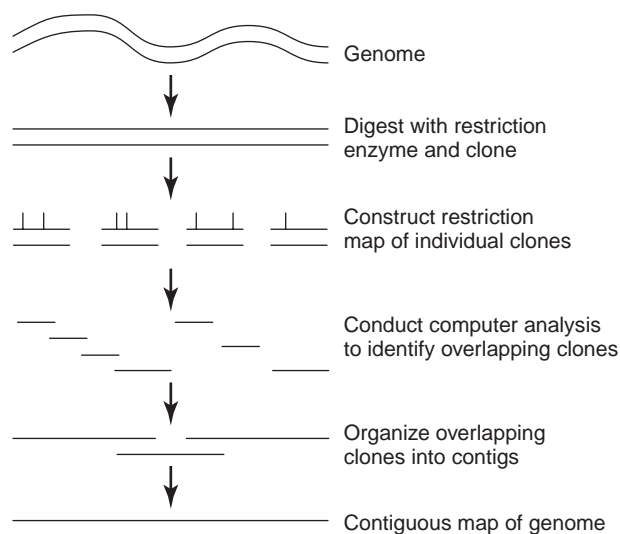 Genome
Digest with restriction
enzyme and clone
Construct restriction
map of individual clones
Conduct computer analysis
to identify overlapping clones
Organize overlapping
clones into contigs
Contiguous map of genome